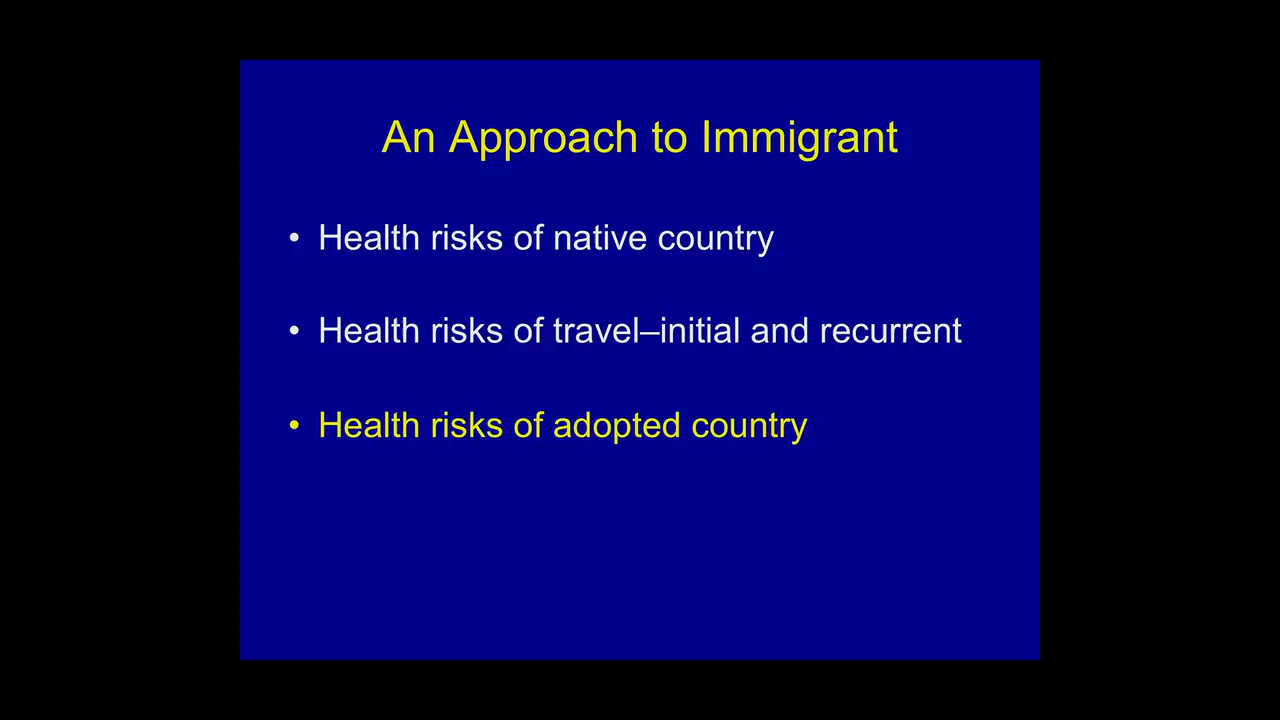 An Approach to Immigrant
• Health risks of native country
• Health risks of travel–initial and recurrent
• Health risks of adopted country